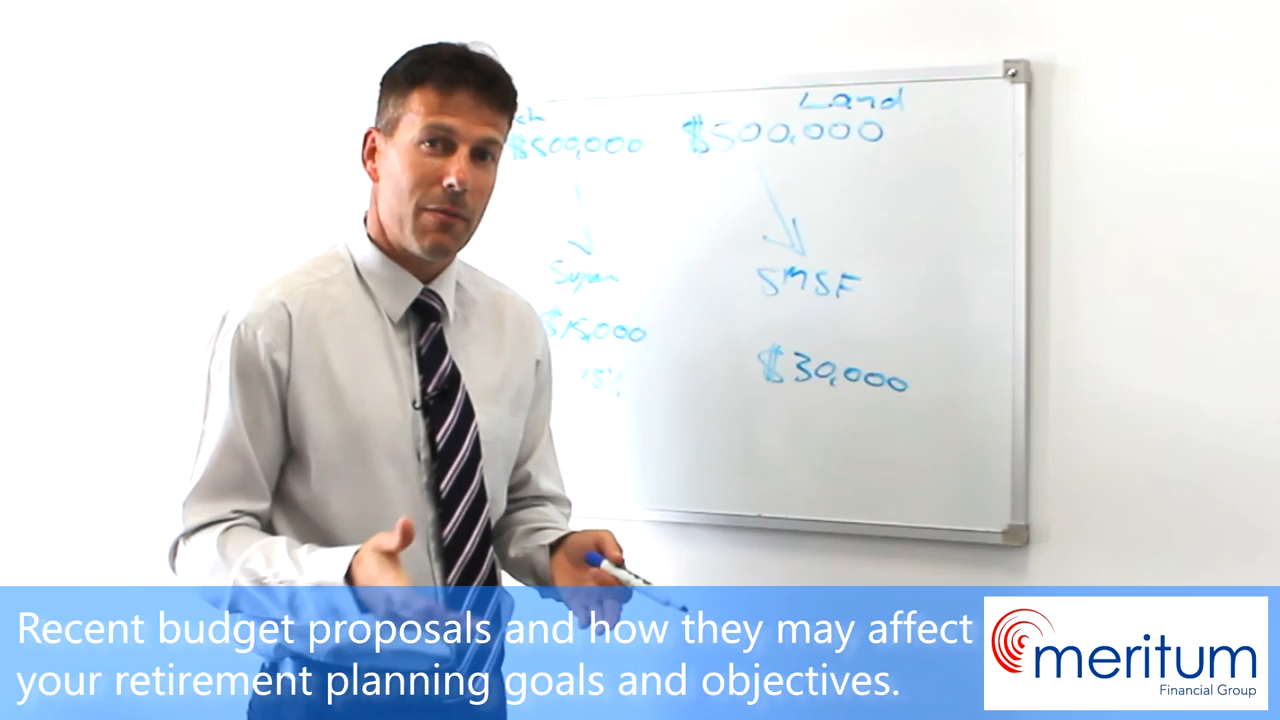 Land
$500,000
$500,000
Super
SMSF
$15,000
$30,000
15%
Recent budget proposals and how they may affect
your retirement planning goals and objectives.
meritum
Financial Group